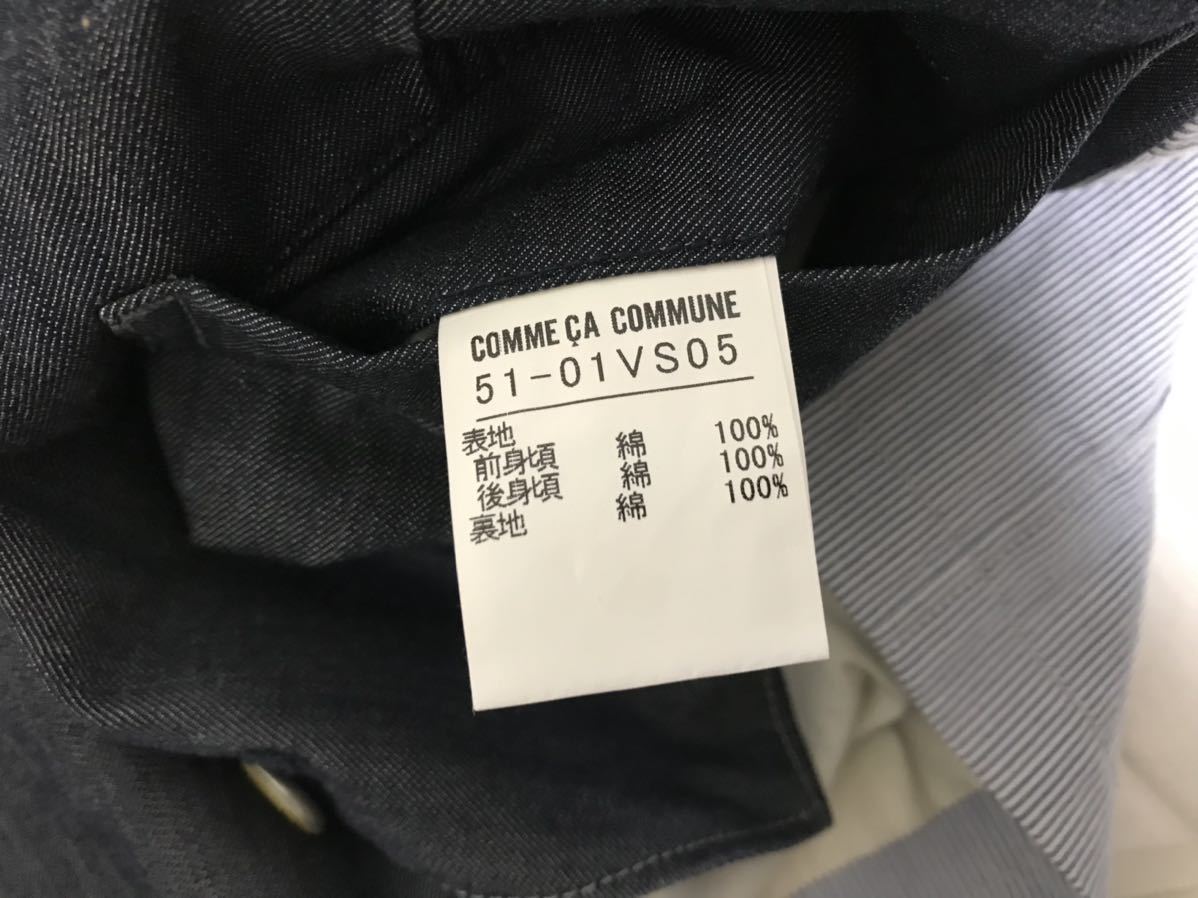 COMME ÇA COMMUNE
51-01VS05
表地
前身頃 綿 100%
後身頃 綿 100%
裏地 綿 100%